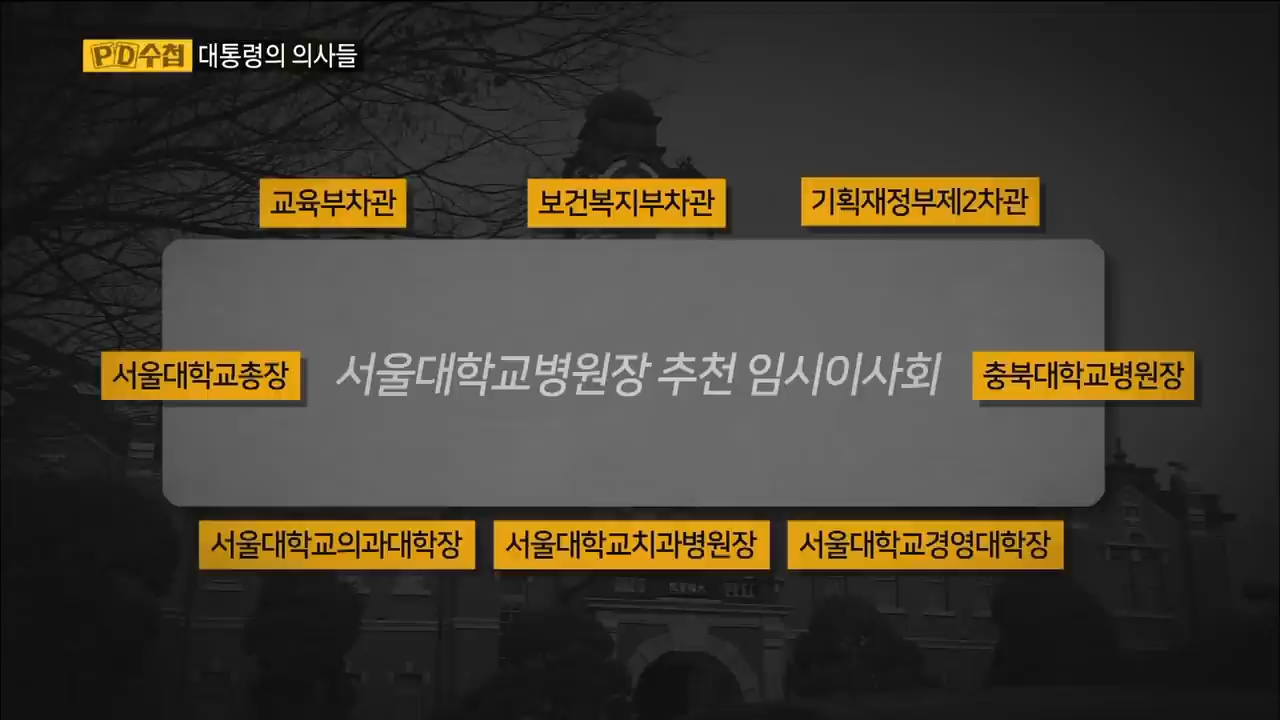 PD수첩 대통령의 의사들
교육부차관
보건복지부차관
기획재정부제2차관
서울대학교총장
서울대학교병원장 추천 임시이사회
충북대학교병원장
서울대학교의과대학장
서울대학교치과병원장
서울대학교경영대학장